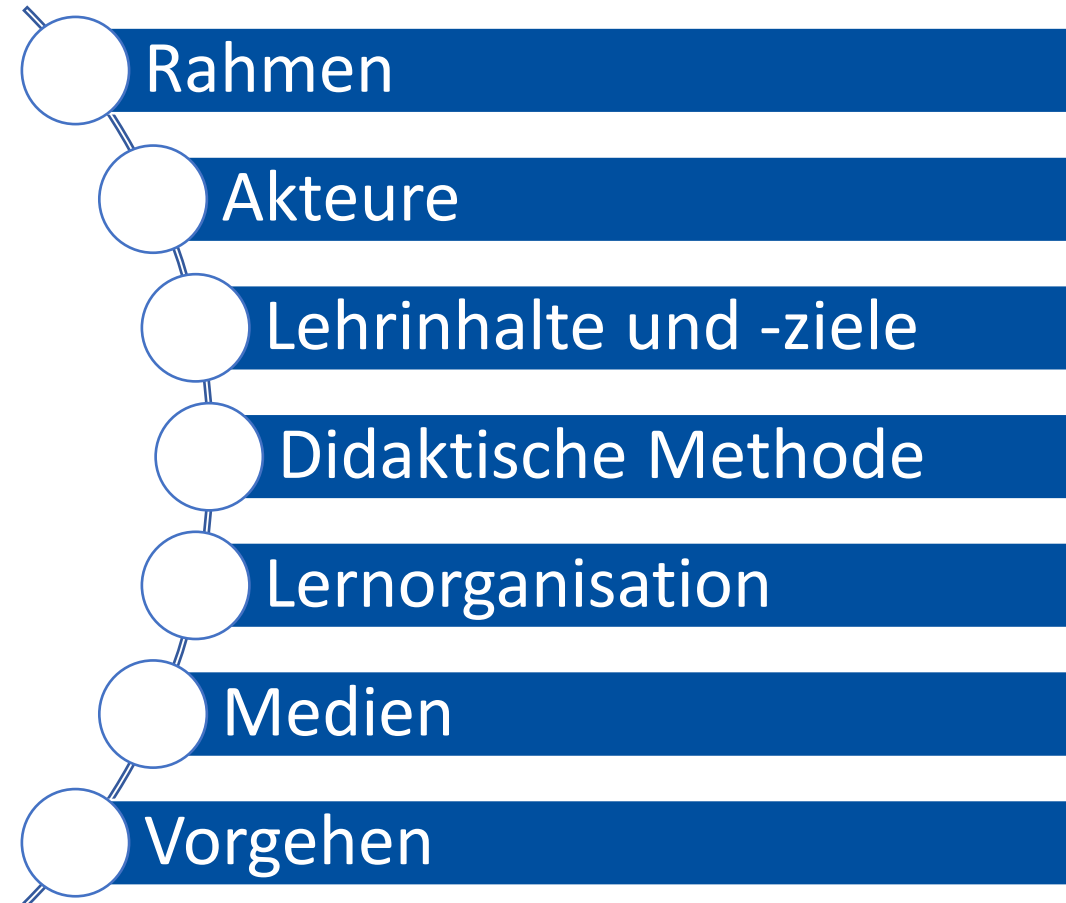 Rahmen
Akteure
Lehrinhalte und -ziele
Didaktische Methode
Lernorganisation
Medien
Vorgehen